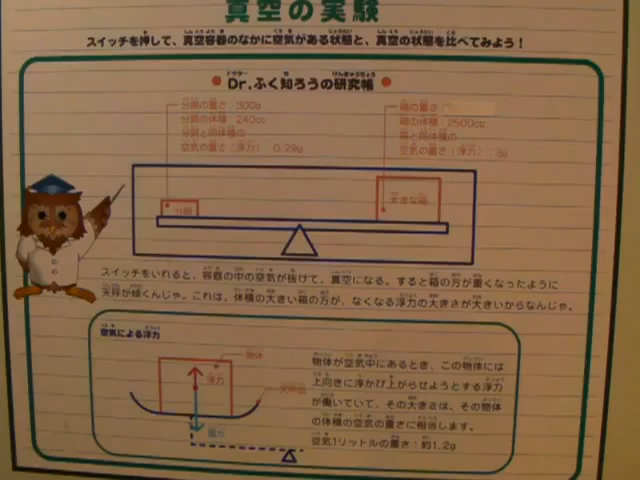 真空の実験
スイッチを押して、真空容器のなかに空気がある状態と、真空の状態を比べてみよう！
Dr.ふく知ろうの研究帳
分銅の重さ：300g
分銅の体積：240cc
分銅と同体積の
空気の重さ（浮力）：0.29g
箱の重さ：
箱の体積：2500cc
箱と同体積の
空気の重さ（浮力）：
分銅
大きな箱
スイッチをいれると、容器の中の空気が抜けて、真空になる。すると箱の方が重くなったように
天秤が傾くんじゃ。これは、体積の大きい箱の方が、なくなる浮力の大きさが大きいからなんじゃ。
空気による浮力
物体
浮力
重力
物体が空気中にあるとき、この物体には
上向きに浮かび上がらせようとする浮力
が働いていて、その大きさは、その物体
の体積の空気の重さに相当します。
空気1リットルの重さ：約1.2g